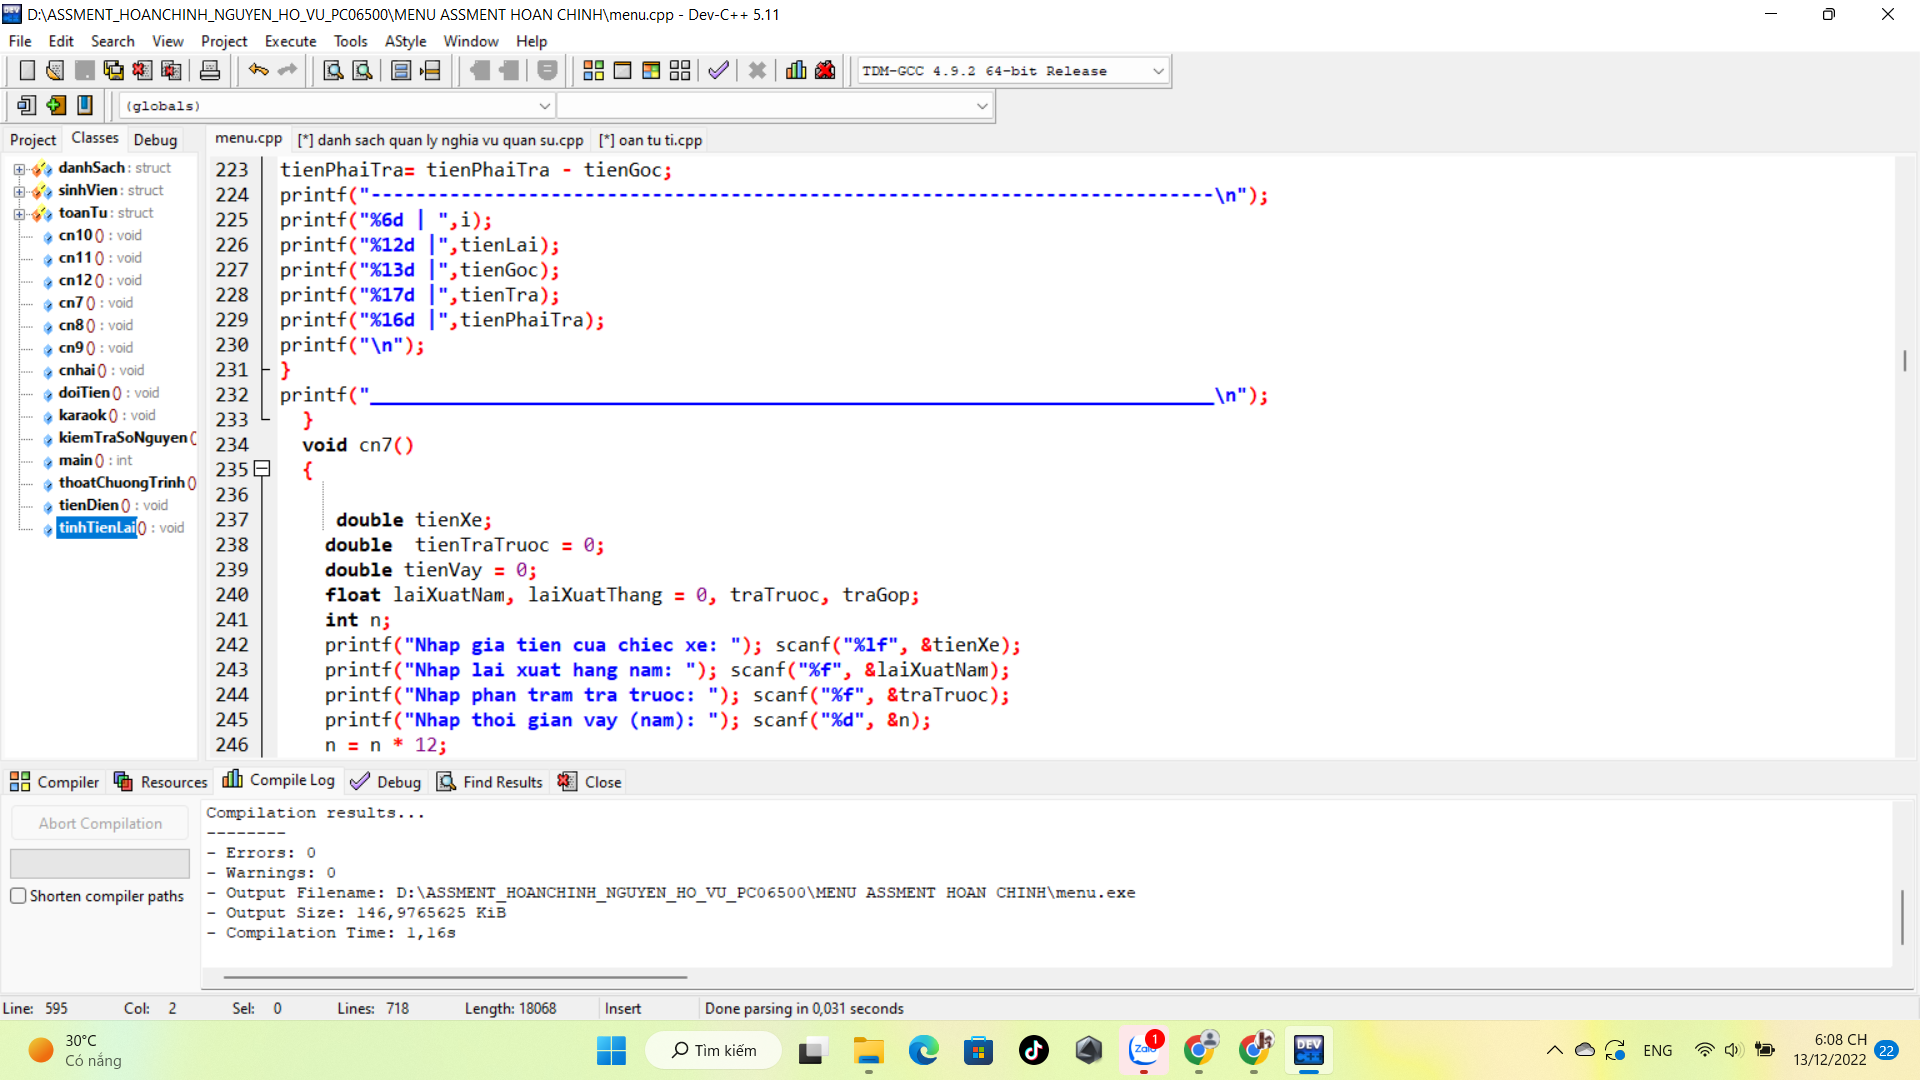 D:\ASSMENT_HOANCHINH_NGUYEN_HO_VU_PC06500\MENU ASSMENT HOAN CHINH\menu.cpp - Dev-C++ 5.11
File Edit Search View Project Execute Tools AStyle Window Help
TDM-GCC 4.9.2 64-bit Release
(globals)
Project Classes Debug
menu.cpp [*] danh sach quan ly nghia vu quan su.cpp [*] oan tu ti.cpp
danhSach : struct
sinhVien : struct
toanTu : struct
cn10 () : void
cn11 () : void
cn12 () : void
cn7 () : void
cn8 () : void
cn9 () : void
cnhai () : void
doiTien () : void
karaok () : void
kiemTraSoNguyen (
main () : int
thoatChuongTrinh ()
tienDien () : void
tinhTienLai () : void
223 tienPhaiTra= tienPhaiTra - tienGoc;
224 printf("---------------------------------------------------------------------------\n");
225 printf("%6d | ",i);
226 printf("%12d |",tienLai);
227 printf("%13d |",tienGoc);
228 printf("%17d |",tienTra);
229 printf("%16d |",tienPhaiTra);
230 printf("\n");
231 }
232 printf("___________________________________________________________________________\n");
233 }
234 void cn7()
235 {
236
237 double tienXe;
238 double  tienTraTruoc = 0;
239 double tienVay = 0;
240 float laiXuatNam, laiXuatThang = 0, traTruoc, traGop;
241 int n;
242 printf("Nhap gia tien cua chiec xe: "); scanf("%lf", &tienXe);
243 printf("Nhap lai xuat hang nam: "); scanf("%f", &laiXuatNam);
244 printf("Nhap phan tram tra truoc: "); scanf("%f", &traTruoc);
245 printf("Nhap thoi gian vay (nam): "); scanf("%d", &n);
246 n = n * 12;
Compiler Resources Compile Log Debug Find Results Close
Abort Compilation
Shorten compiler paths
Compilation results...
--------
- Errors: 0
- Warnings: 0
- Output Filename: D:\ASSMENT_HOANCHINH_NGUYEN_HO_VU_PC06500\MENU ASSMENT HOAN CHINH\menu.exe
- Output Size: 146,9765625 KiB
- Compilation Time: 1,16s
Line: 595 Col: 2 Sel: 0 Lines: 718 Length: 18068 Insert Done parsing in 0,031 seconds
30°C
Có nắng
Tìm kiếm
Zalo
1
DEV C++
ENG
6:08 CH
13/12/2022
22